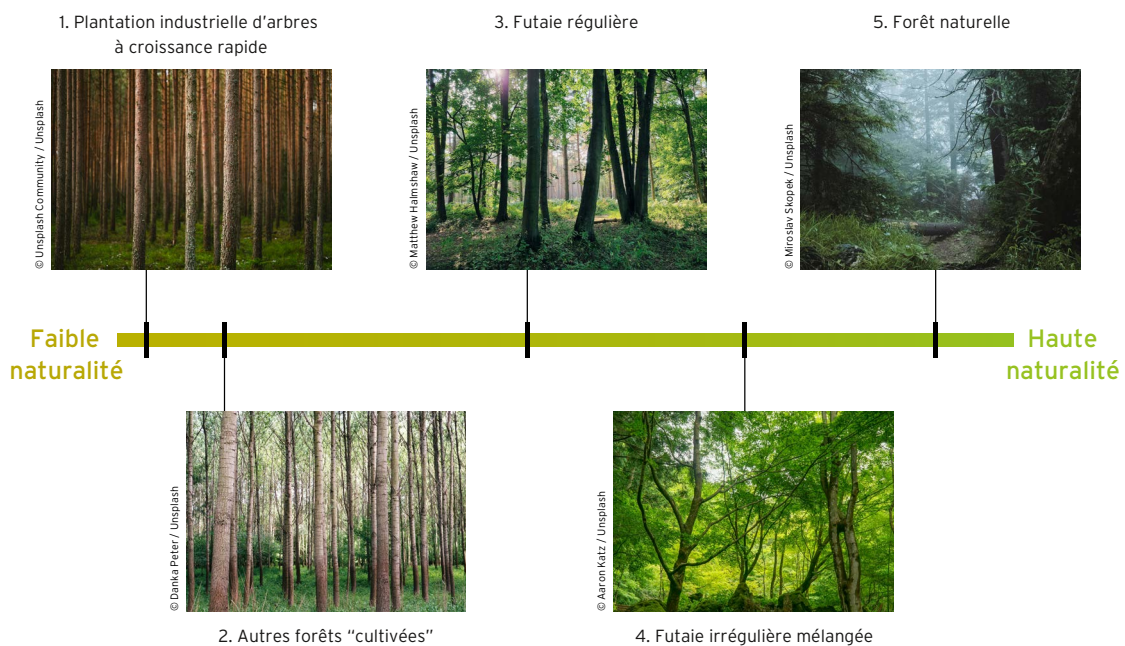 1. Plantation industrielle d’arbres
à croissance rapide
3. Futaie régulière
5. Forêt naturelle
© Unsplash Community / Unsplash
© Matthew Halmshaw / Unsplash
© Miroslav Skopek / Unsplash
Faible
naturalité
Haute
naturalité
© Danka Peter / Unsplash
© Aaron Katz / Unsplash
2. Autres forêts “cultivées”
4. Futaie irrégulière mélangée